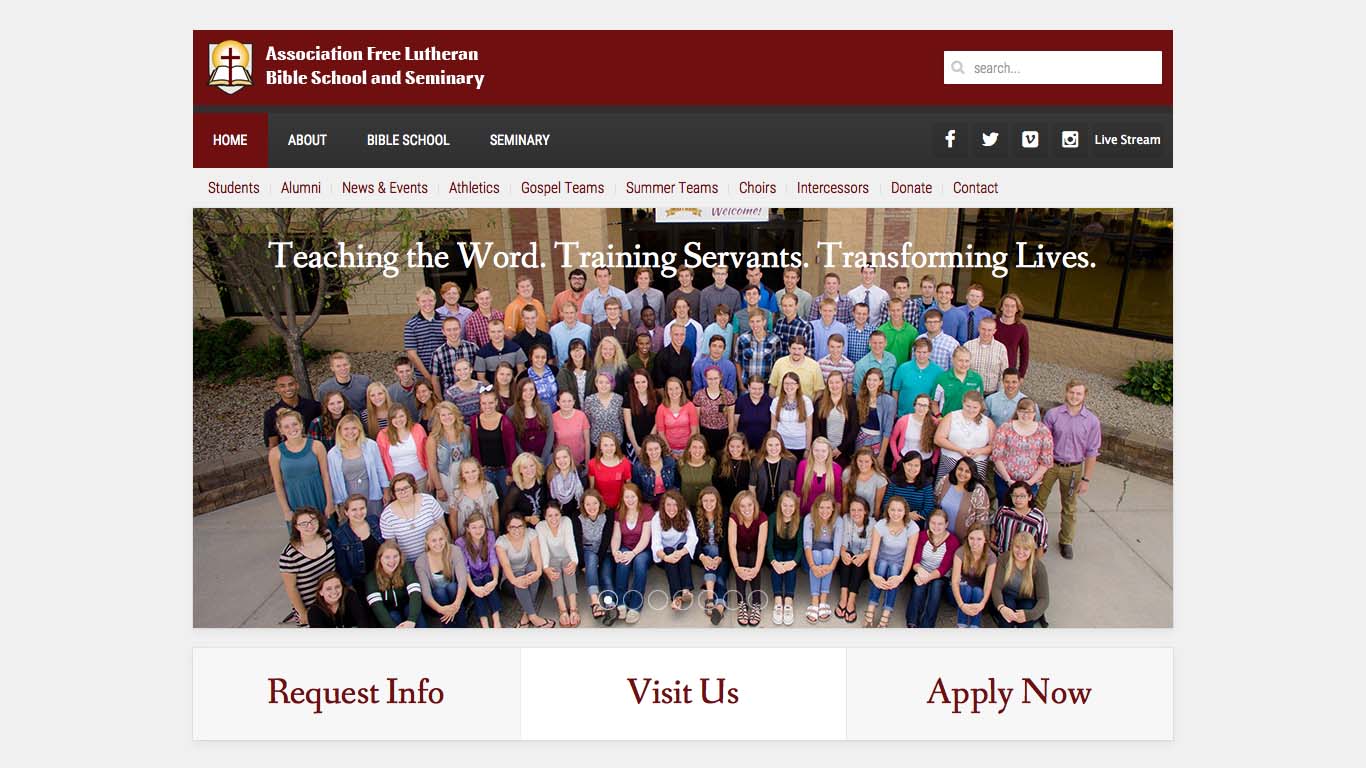 Association Free Lutheran
Bible School and Seminary
search...
HOME ABOUT BIBLE SCHOOL SEMINARY Live Stream
Students Alumni News & Events Athletics Gospel Teams Summer Teams Choirs Intercessors Donate Contact
Welcome!
Teaching the Word. Training Servants. Transforming Lives.
Request Info Visit Us Apply Now